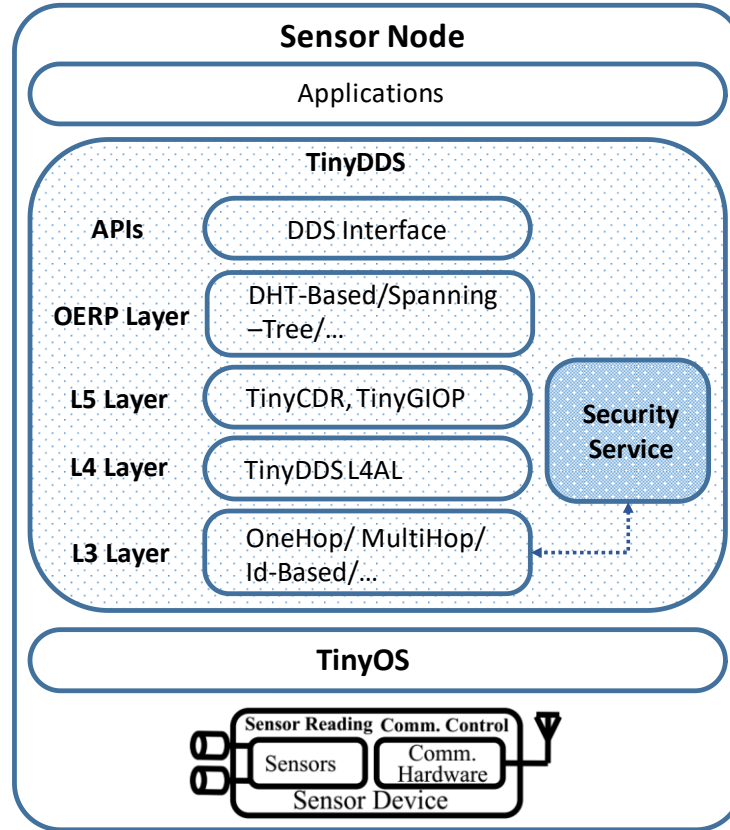 Sensor Node
Applications
TinyDDS
APIs
DDS Interface
OERP Layer
DHT-Based/Spanning
–Tree/...
L5 Layer
TinyCDR, TinyGIOP
Security
Service
L4 Layer
TinyDDS L4AL
L3 Layer
OneHop/ MultiHop/
Id-Based/...
TinyOS
Sensor Reading Comm. Control
Sensors
Comm.
Hardware
Sensor Device